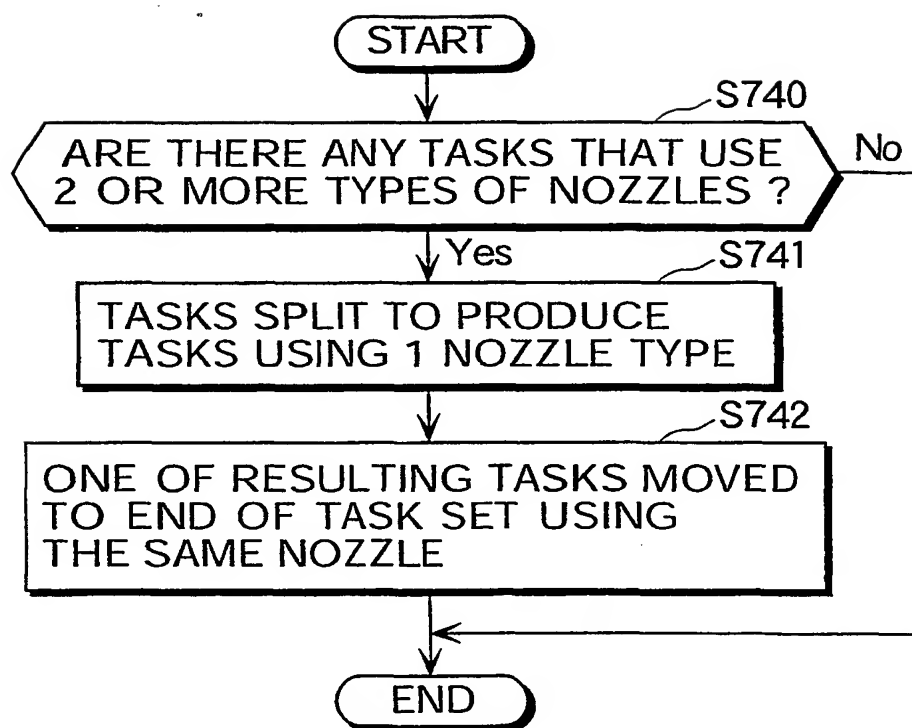 START
S740
ARE THERE ANY TASKS THAT USE
2 OR MORE TYPES OF NOZZLES ?
No
Yes
S741
TASKS SPLIT TO PRODUCE
TASKS USING 1 NOZZLE TYPE
S742
ONE OF RESULTING TASKS MOVED
TO END OF TASK SET USING
THE SAME NOZZLE
END